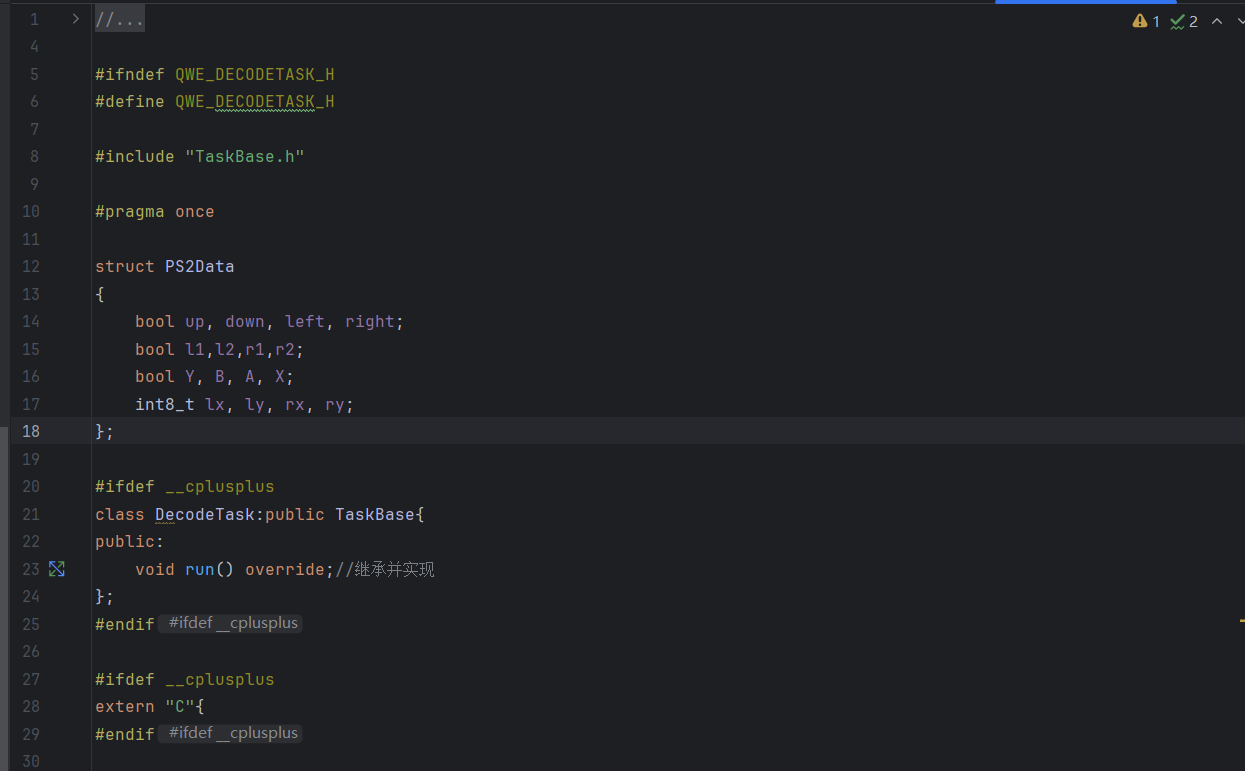 1 //... 1 2
4
5 #ifndef QWE_DECODETASK_H
6 #define QWE_DECODETASK_H
7
8 #include "TaskBase.h"
9
10 #pragma once
11
12 struct PS2Data
13 {
14     bool up, down, left, right;
15     bool l1,l2,r1,r2;
16     bool Y, B, A, X;
17     int8_t lx, ly, rx, ry;
18 };
19
20 #ifdef __cplusplus
21 class DecodeTask:public TaskBase{
22 public:
23     void run() override;//继承并实现
24 };
25 #endif #ifdef __cplusplus
26
27 #ifdef __cplusplus
28 extern "C"{
29 #endif #ifdef __cplusplus
30